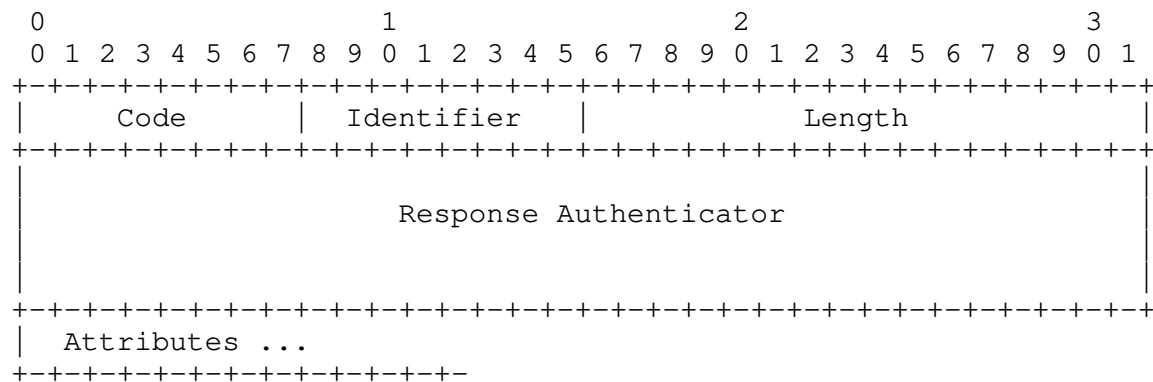 0                   1                   2                   3
 0 1 2 3 4 5 6 7 8 9 0 1 2 3 4 5 6 7 8 9 0 1 2 3 4 5 6 7 8 9 0 1
+-+-+-+-+-+-+-+-+-+-+-+-+-+-+-+-+-+-+-+-+-+-+-+-+-+-+-+-+-+-+-+-+
|     Code      |  Identifier   |            Length             |
+-+-+-+-+-+-+-+-+-+-+-+-+-+-+-+-+-+-+-+-+-+-+-+-+-+-+-+-+-+-+-+-+
|                                                               |
|                     Response Authenticator                    |
|                                                               |
|                                                               |
+-+-+-+-+-+-+-+-+-+-+-+-+-+-+-+-+-+-+-+-+-+-+-+-+-+-+-+-+-+-+-+-+
|  Attributes ...
+-+-+-+-+-+-+-+-+-+-+-+-+-